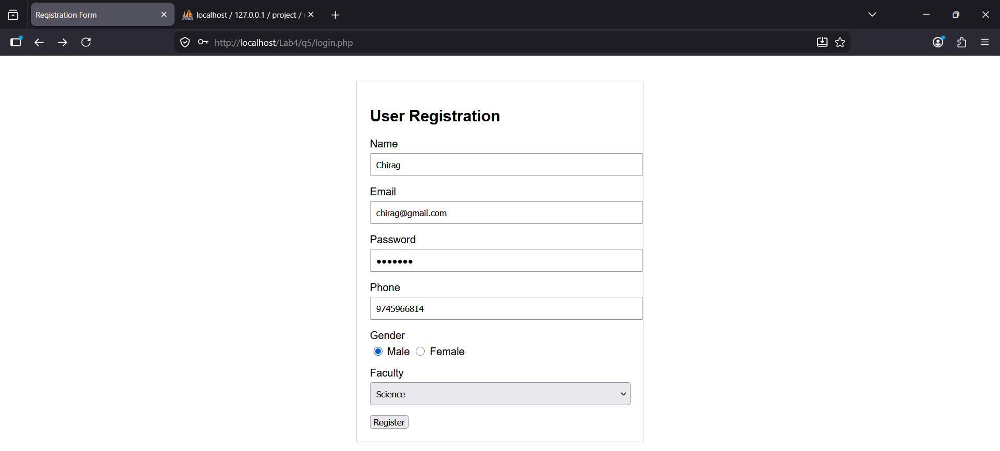 Registration Form
localhost / 127.0.0.1 / project /
http://localhost/Lab4/q5/login.php
User Registration
Name
Chirag
Email
chirag@gmail.com
Password
•••••••
Phone
9745966814
Gender
Male Female
Faculty
Science
Register